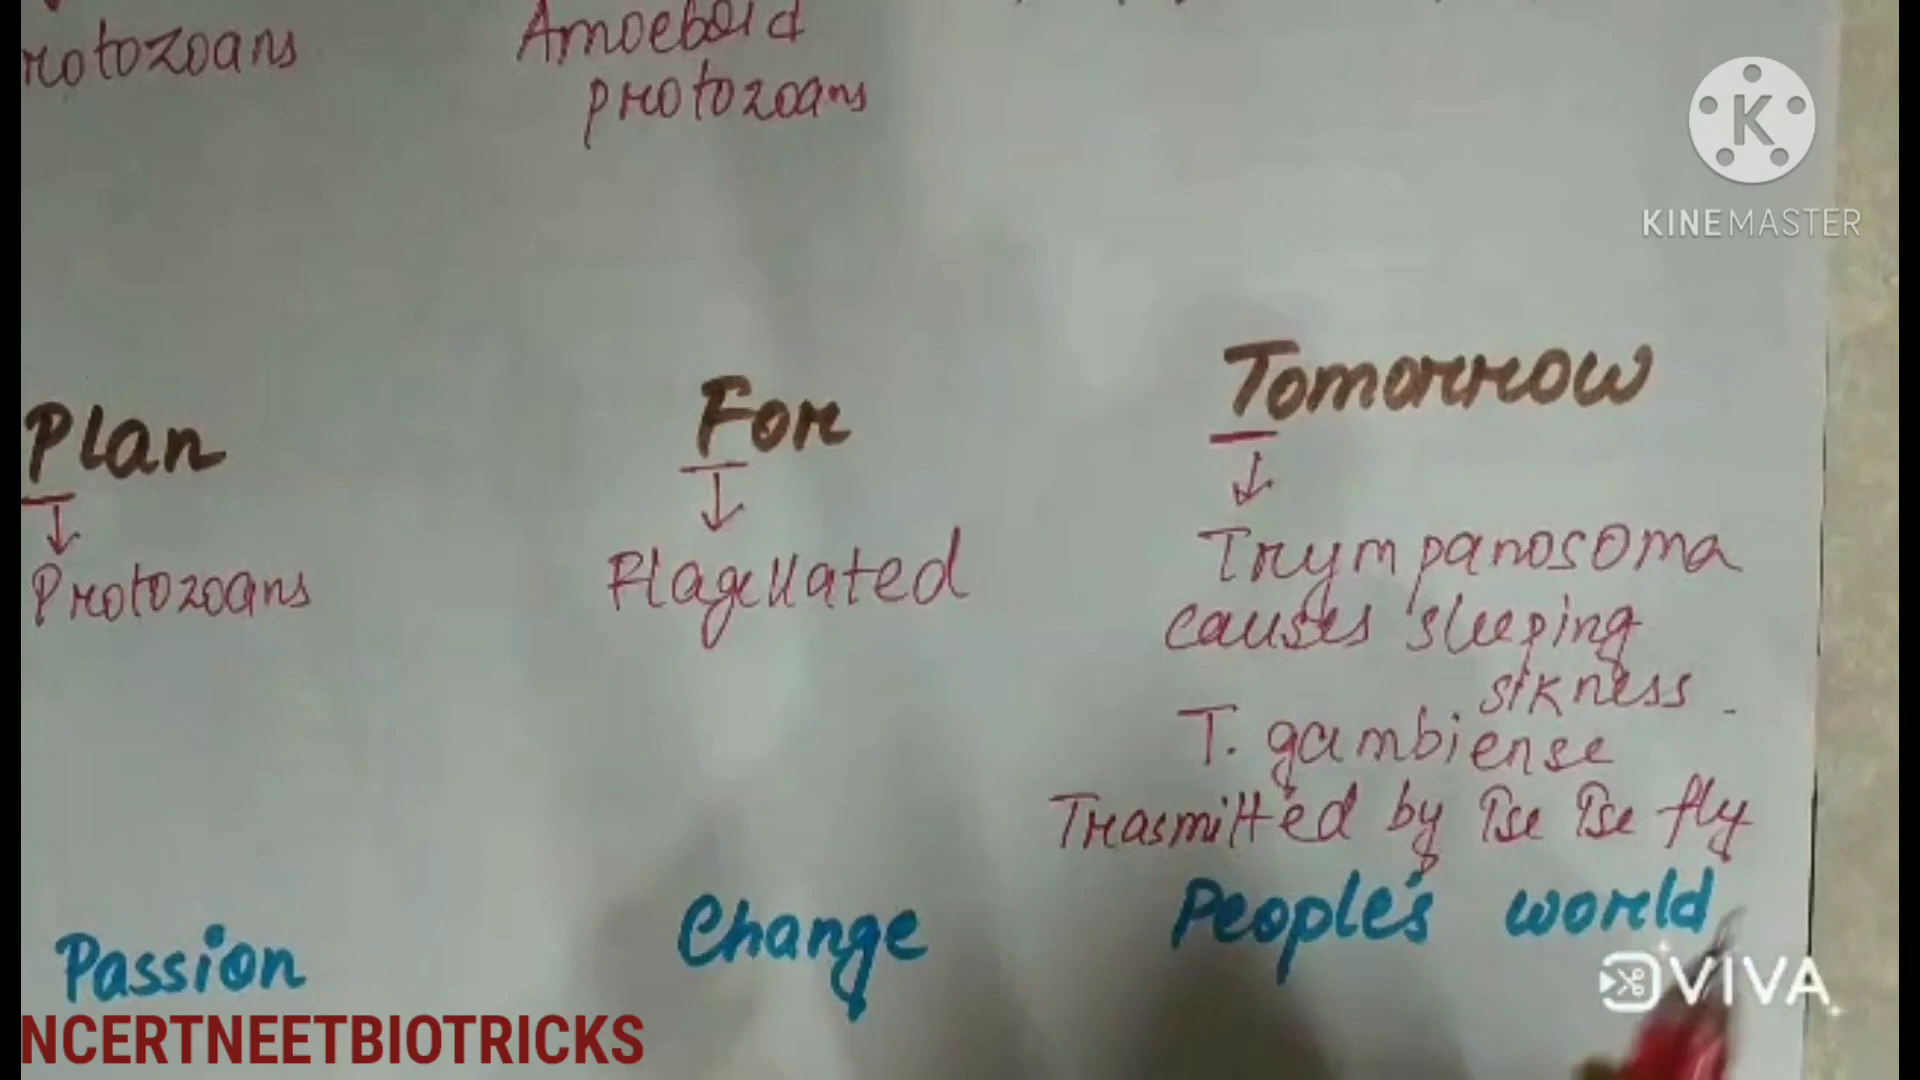 rotozoans
Amoeboid
protozoans
K
KINEMASTER
Plan
For
Tomorrow
Protozoans
Flagellated
Trympanosoma
causes sleeping
sikness
T. gambiense
Trasmitted by Tse Tse fly
Passion
Change
People's world
VIVA
NCERTNEETBIOTRICKS